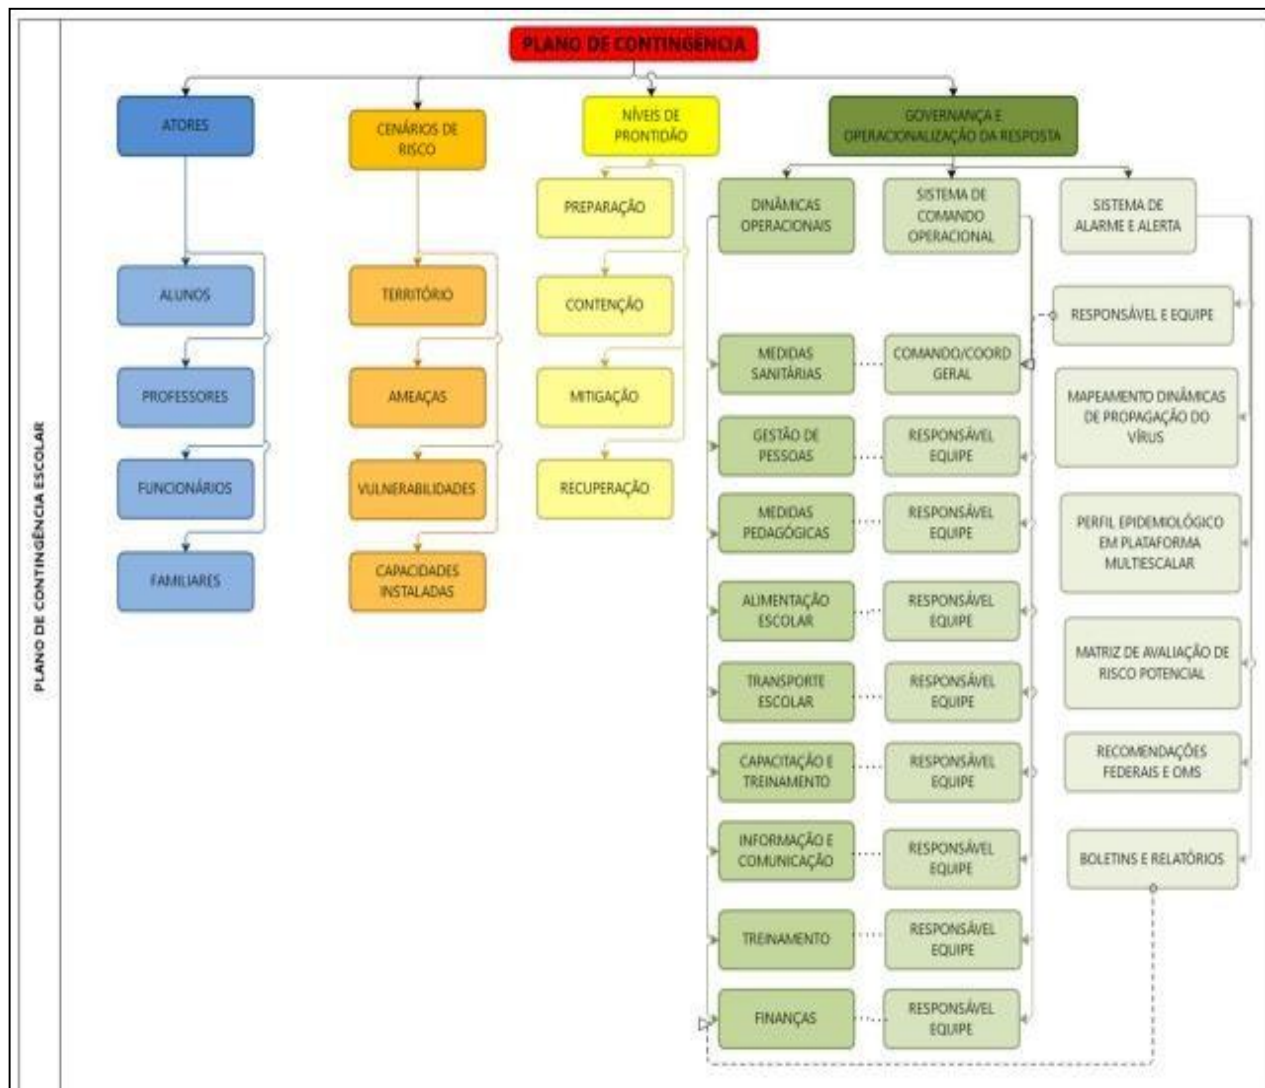 PLANO DE CONTINGÊNCIA ESCOLAR
PLANO DE CONTINGÊNCIA
ATORES
ALUNOS
PROFESSORES
FUNCIONÁRIOS
FAMILIARES
CENÁRIOS DE
RISCO
TERRITÓRIO
AMEAÇAS
VULNERABILIDADES
CAPACIDADES
INSTALADAS
NÍVEIS DE
PRONTIDÃO
PREPARAÇÃO
CONTENÇÃO
MITIGAÇÃO
RECUPERAÇÃO
GOVERNANÇA E
OPERACIONALIZAÇÃO DA RESPOSTA
DINÂMICAS
OPERACIONAIS
MEDIDAS
SANITÁRIAS
GESTÃO DE
PESSOAS
MEDIDAS
PEDAGÓGICAS
ALIMENTAÇÃO
ESCOLAR
TRANSPORTE
ESCOLAR
CAPACITAÇÃO E
TREINAMENTO
INFORMAÇÃO E
COMUNICAÇÃO
TREINAMENTO
FINANÇAS
SISTEMA DE
COMANDO
OPERACIONAL
COMANDO/COORD
GERAL
RESPONSÁVEL
EQUIPE
RESPONSÁVEL
EQUIPE
RESPONSÁVEL
EQUIPE
RESPONSÁVEL
EQUIPE
RESPONSÁVEL
EQUIPE
RESPONSÁVEL
EQUIPE
RESPONSÁVEL
EQUIPE
RESPONSÁVEL
EQUIPE
SISTEMA DE
ALARME E ALERTA
RESPONSÁVEL E EQUIPE
MAPEAMENTO DINÂMICAS
DE PROPAGAÇÃO DO
VÍRUS
PERFIL EPIDEMIOLÓGICO
EM PLATAFORMA
MULTIESCALAR
MATRIZ DE AVALIAÇÃO DE
RISCO POTENCIAL
RECOMENDAÇÕES
FEDERAIS E OMS
BOLETINS E RELATÓRIOS